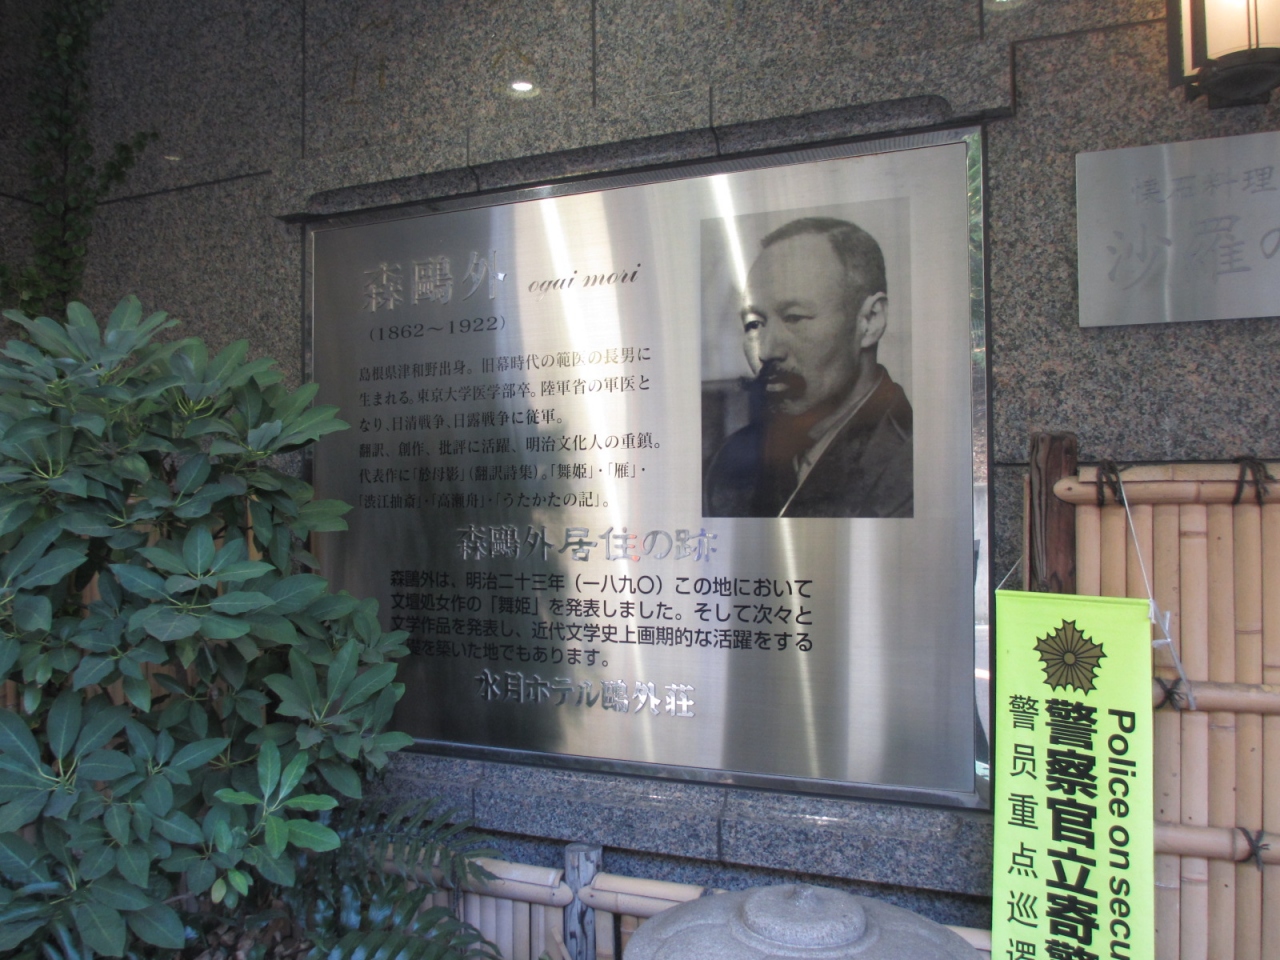 森鷗外 ogai mori
(1862～1922)
島根県津和野出身。旧幕時代の範医の長男に
生まれる。東京大学医学部卒。陸軍省の軍医と
なり、日清戦争、日露戦争に従軍。
翻訳、創作、批評に活躍、明治文化人の重鎮。
代表作に「於母影」(翻訳詩集)。「舞姫」・「雁」・
「渋江抽斎」・「高瀬舟」・「うたかたの記」。
森鷗外居住の跡
森鷗外は、明治二十三年（一八九〇）この地において
文壇処女作の「舞姫」を発表しました。そして次々と
文学作品を発表し、近代文学史上画期的な活躍をする
を築いた地でもあります。
水月ホテル鷗外荘
懐石料理
沙羅の
Police on secu
警察官立寄警
警员重点巡逻